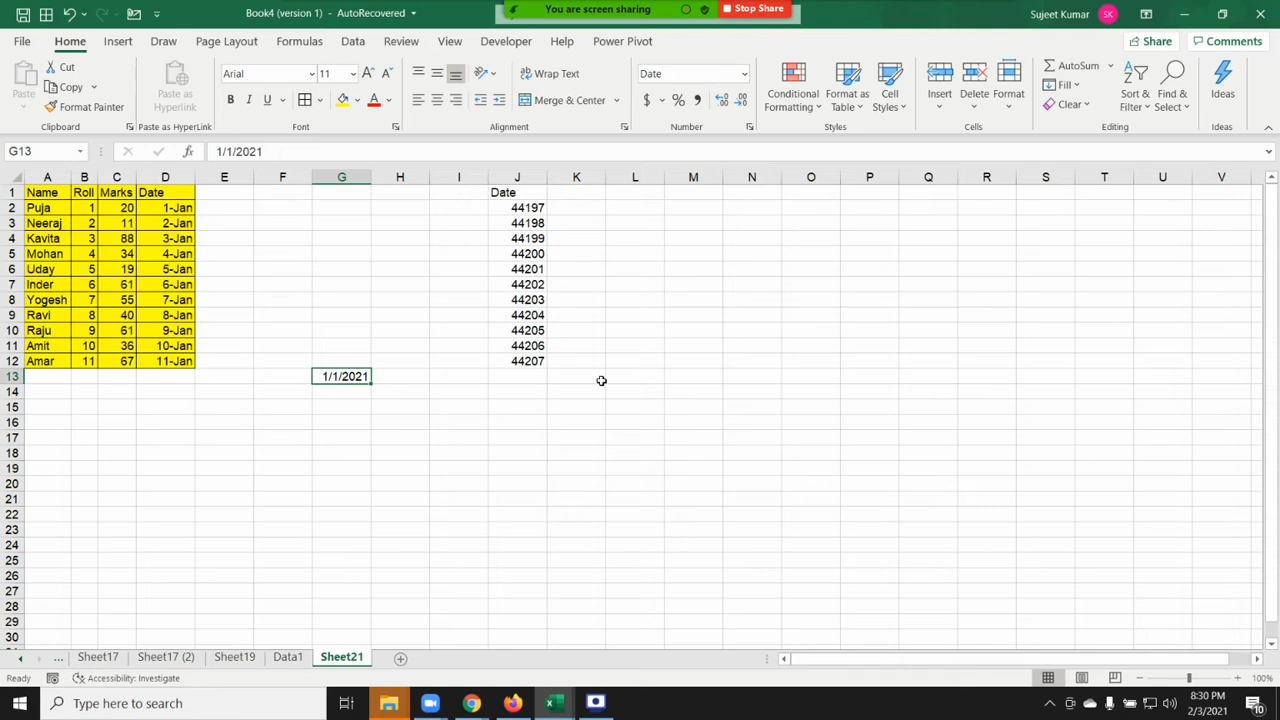 Book4 (version 1) - AutoRecovered
You are screen sharing
Stop Share
Sujeet Kumar
SK
File Home Insert Draw Page Layout Formulas Data Review View Developer Help Power Pivot
Share
Comments
Paste
Cut
Copy
Format Painter
Paste as Hyperlink
Arial
11
B I U
Wrap Text
Merge & Center
Date
$ % ,
Conditional Formatting
Format as Table
Cell Styles
Insert
Delete
Format
AutoSum
Fill
Clear
Sort & Filter
Find & Select
Ideas
Clipboard
Paste as HyperLink
Font
Alignment
Number
Styles
Cells
Editing
Ideas
G13
fx
1/1/2021
A B C D E F G H I J K L M N O P Q R S T U V
1 Name Roll Marks Date Date
2 Puja 1 20 1-Jan 44197
3 Neeraj 2 11 2-Jan 44198
4 Kavita 3 88 3-Jan 44199
5 Mohan 4 34 4-Jan 44200
6 Uday 5 19 5-Jan 44201
7 Inder 6 61 6-Jan 44202
8 Yogesh 7 55 7-Jan 44203
9 Ravi 8 40 8-Jan 44204
10 Raju 9 61 9-Jan 44205
11 Amit 10 36 10-Jan 44206
12 Amar 11 67 11-Jan 44207
13 1/1/2021
14
15
16
17
18
19
20
21
22
23
24
25
26
27
28
29
30
... Sheet17 Sheet17 (2) Sheet19 Data1 Sheet21
Ready
Accessibility: Investigate
100%
Type here to search
8:30 PM
2/3/2021
10